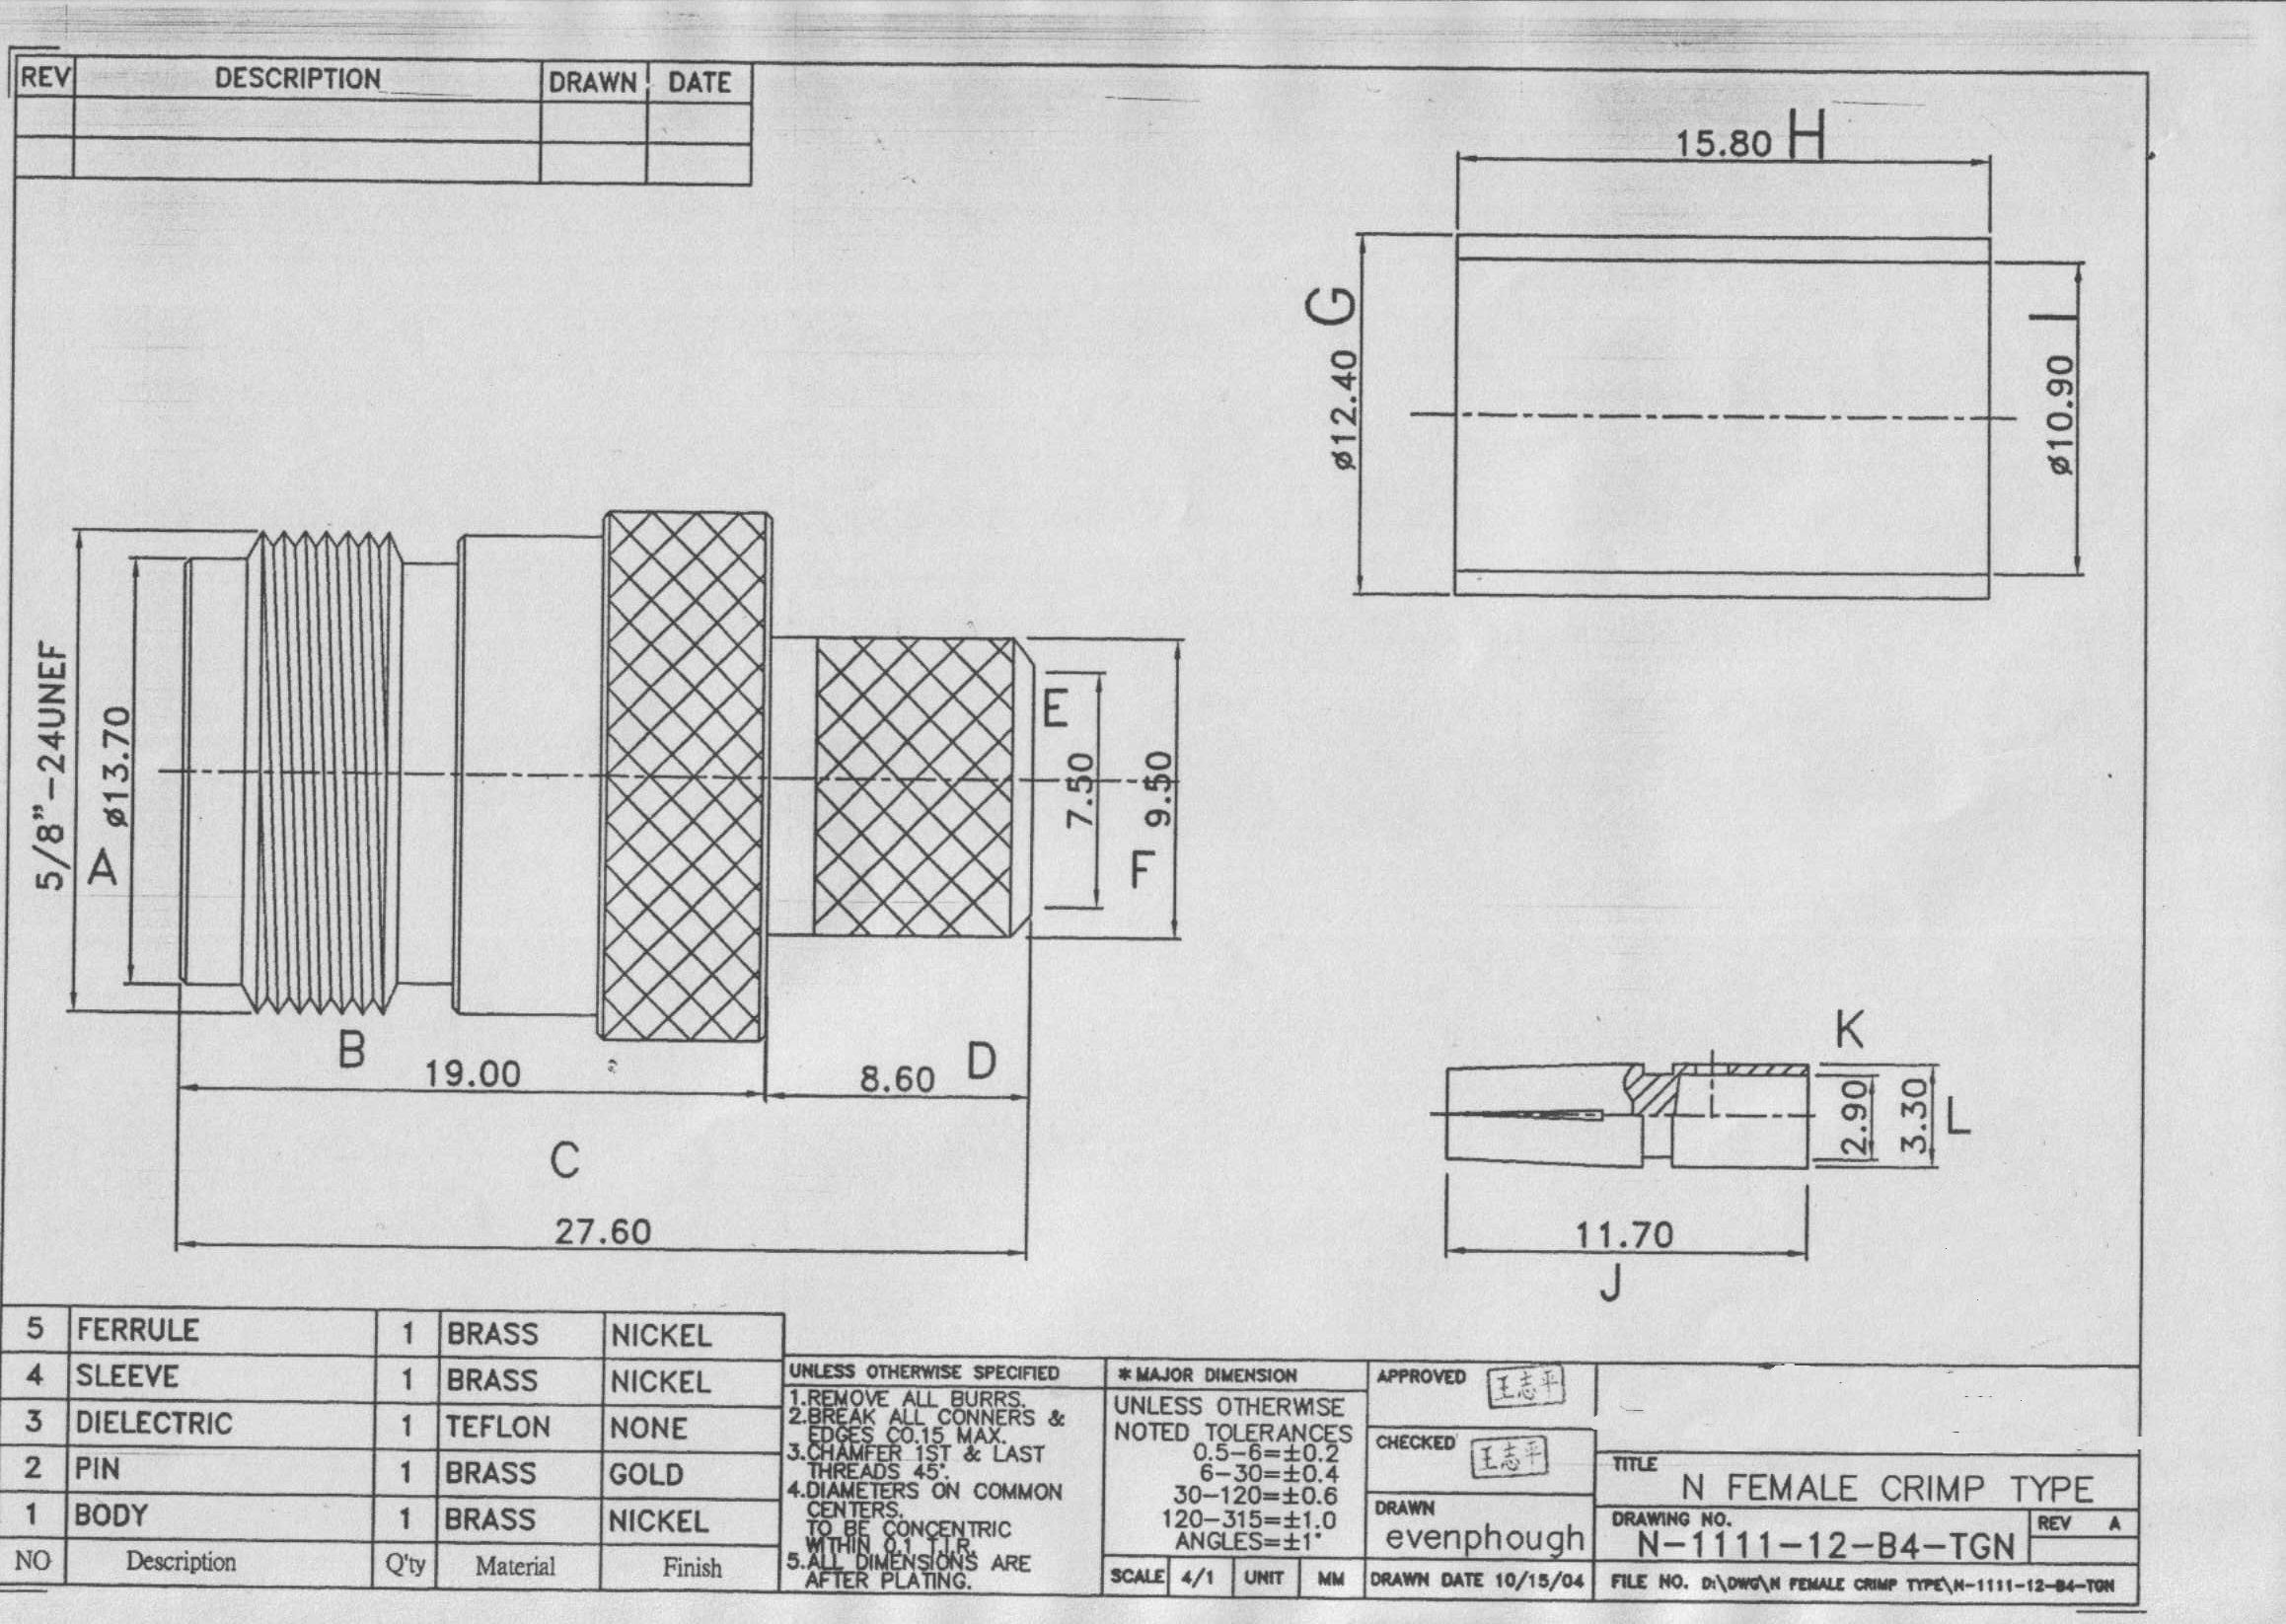 REV DESCRIPTION DRAWN DATE
15.80 H
G
ø12.40
I
ø10.90
5/8"-24UNEF
A
ø13.70
E
7.50
9.50
F
B
19.00
8.60 D
C
27.60
K
2.90
3.30
L
11.70
J
5 FERRULE 1 BRASS NICKEL
4 SLEEVE 1 BRASS NICKEL
3 DIELECTRIC 1 TEFLON NONE
2 PIN 1 BRASS GOLD
1 BODY 1 BRASS NICKEL
NO Description Q'ty Material Finish
UNLESS OTHERWISE SPECIFIED
1.REMOVE ALL BURRS.
2.BREAK ALL CONNERS &
EDGES CO.15 MAX.
3.CHAMFER 1ST & LAST
THREADS 45°.
4.DIAMETERS ON COMMON
CENTERS.
TO BE CONCENTRIC
WITHIN 0.1 T.I.R.
5.ALL DIMENSIONS ARE
AFTER PLATING.
* MAJOR DIMENSION
UNLESS OTHERWISE
NOTED TOLERANCES
0.5-6=±0.2
6-30=±0.4
30-120=±0.6
120-315=±1.0
ANGLES=±1°
SCALE 4/1 UNIT MM
APPROVED 王志平
CHECKED 王志平
DRAWN
evenphough
DRAWN DATE 10/15/04
TITLE
N FEMALE CRIMP TYPE
DRAWING NO.
N-1111-12-B4-TGN
REV A
FILE NO. D:\DWG\N FEMALE CRIMP TYPE\N-1111-12-B4-TGN